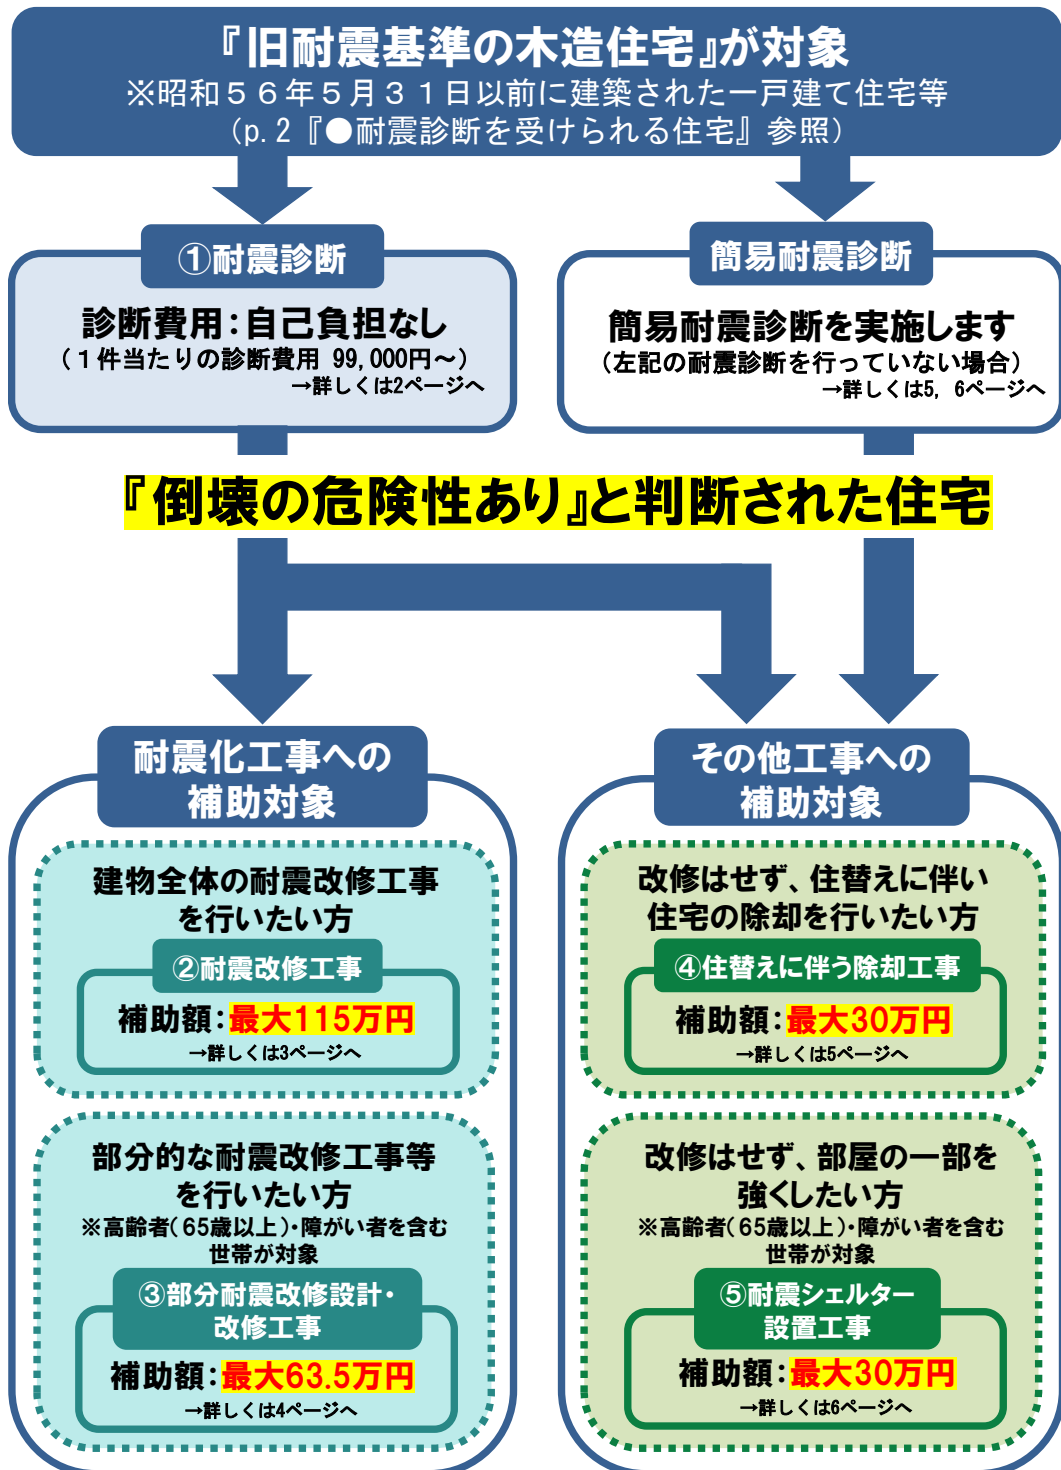 『旧耐震基準の木造住宅』が対象
※昭和５６年５月３１日以前に建築された一戸建て住宅等
（p.2『●耐震診断を受けられる住宅』参照）
①耐震診断
診断費用：自己負担なし
（１件当たりの診断費用 99,000円～）
→詳しくは2ページへ
簡易耐震診断
簡易耐震診断を実施します
（左記の耐震診断を行っていない場合）
→詳しくは5，6ページへ
『倒壊の危険性あり』と判断された住宅
耐震化工事への
補助対象
建物全体の耐震改修工事
を行いたい方
②耐震改修工事
補助額：最大115万円
→詳しくは3ページへ
部分的な耐震改修工事等
を行いたい方
※高齢者（65歳以上）・障がい者を含む
世帯が対象
③部分耐震改修設計・
改修工事
補助額：最大63.5万円
→詳しくは4ページへ
その他工事への
補助対象
改修はせず、住替えに伴い
住宅の除却を行いたい方
④住替えに伴う除却工事
補助額：最大30万円
→詳しくは5ページへ
改修はせず、部屋の一部を
強くしたい方
※高齢者（65歳以上）・障がい者を含む
世帯が対象
⑤耐震シェルター
設置工事
補助額：最大30万円
→詳しくは6ページへ